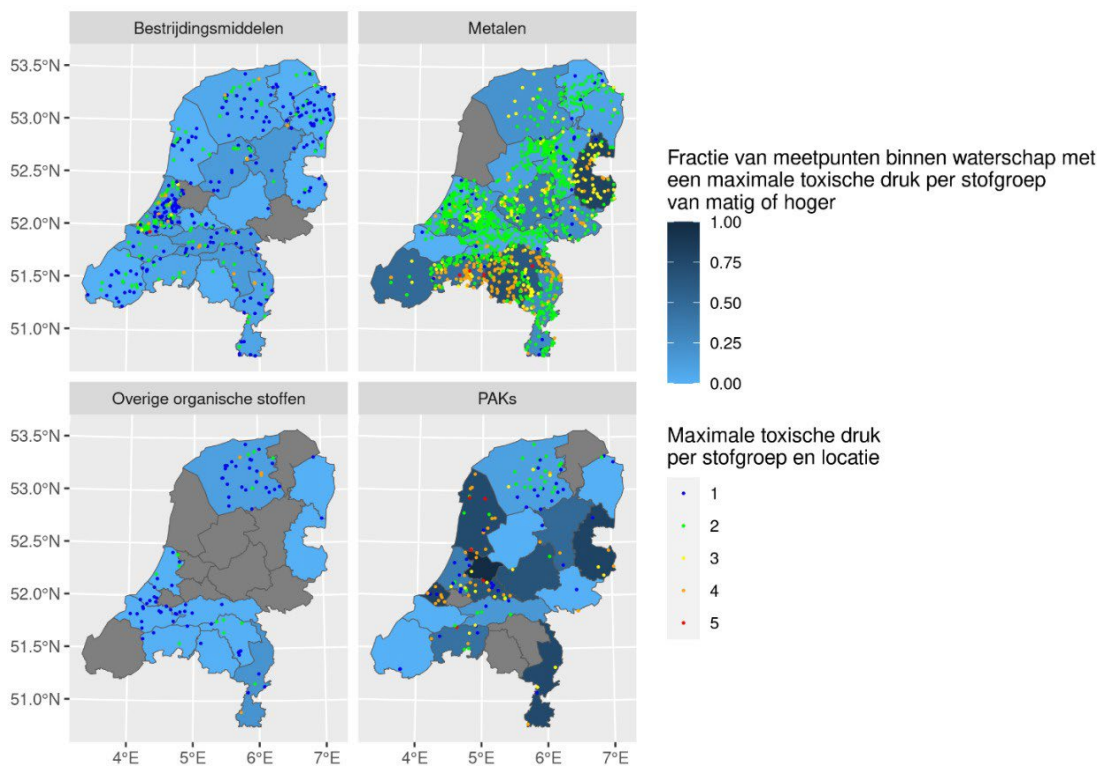 Bestrijdingsmiddelen
Metalen
53.5°N
53.0°N
52.5°N
52.0°N
51.5°N
51.0°N
Overige organische stoffen
PAKs
53.5°N
53.0°N
52.5°N
52.0°N
51.5°N
51.0°N
4°E
5°E
6°E
7°E
4°E
5°E
6°E
7°E
Fractie van meetpunten binnen waterschap met
een maximale toxische druk per stofgroep
van matig of hoger
1.00
0.75
0.50
0.25
0.00
Maximale toxische druk
per stofgroep en locatie
1
2
3
4
5